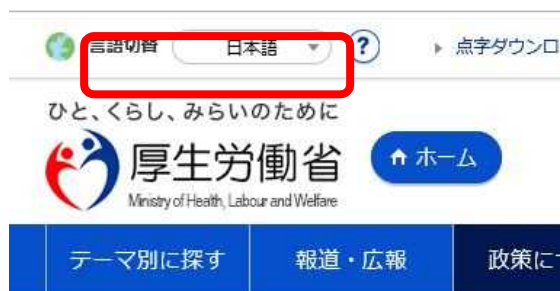 言語切替 日本語 ? 点字ダウンロ
ひと、くらし、みらいのために
厚生労働省
Ministry of Health, Labour and Welfare
ホーム
テーマ別に探す 報道・広報 政策に